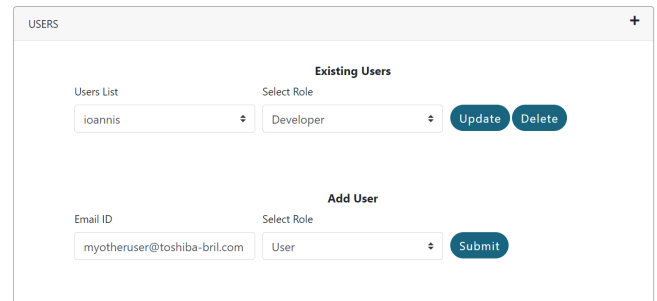 USERS +
Existing Users
Users List Select Role
ioannis Developer Update Delete
Add User
Email ID Select Role
myotheruser@toshiba-bril.com User Submit